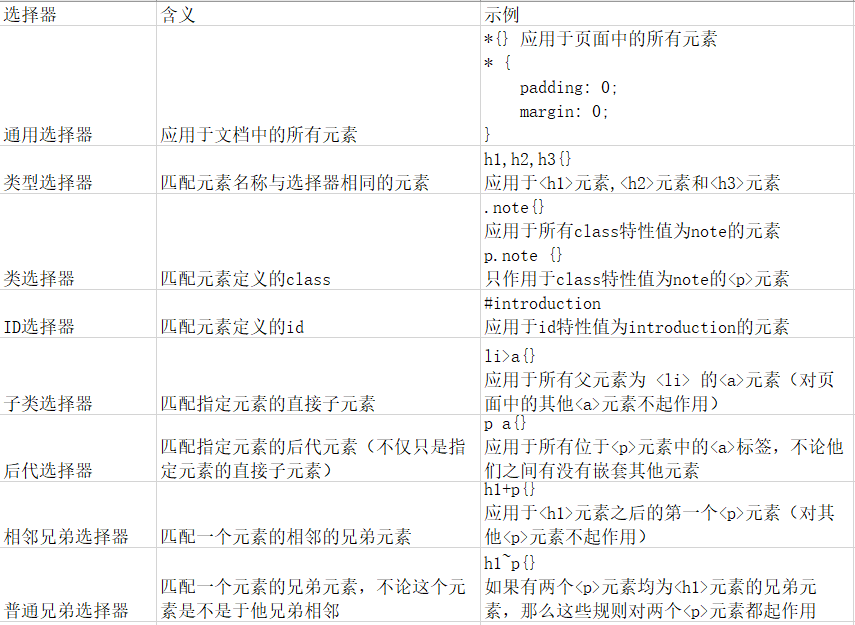 选择器 含义 示例
*{} 应用于页面中的所有元素
* {
padding: 0;
margin: 0;
通用选择器 应用于文档中的所有元素 }
h1,h2,h3{}
类型选择器 匹配元素名称与选择器相同的元素 应用于<h1>元素,<h2>元素和<h3>元素
.note{}
应用于所有class特性值为note的元素
p.note {}
类选择器 匹配元素定义的class 只作用于class特性值为note的<p>元素
#introduction
ID选择器 匹配元素定义的id 应用于id特性值为introduction的元素
li>a{}
应用于所有父元素为 <li> 的<a>元素（对页
子类选择器 匹配指定元素的直接子元素 面中的其他<a>元素不起作用）
p a{}
匹配指定元素的后代元素（不仅只是指 应用于所有位于<p>元素中的<a>标签，不论他
后代选择器 定元素的直接子元素） 们之间有没有嵌套其他元素
h1+p{}
应用于<h1>元素之后的第一个<p>元素（对其
相邻兄弟选择器 匹配一个元素的相邻的兄弟元素 他<p>元素不起作用）
h1~p{}
匹配一个元素的兄弟元素，不论这个元 如果有两个<p>元素均为<h1>元素的兄弟元
普通兄弟选择器 素是不是于他兄弟相邻 素，那么这些规则对两个<p>元素都起作用